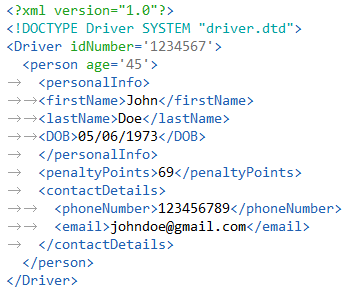 <?xml version="1.0"?>
<!DOCTYPE Driver SYSTEM "driver.dtd">
<Driver idNumber='1234567'>
  <person age='45'>
→  <personalInfo>
→→<firstName>John</firstName>
→→<lastName>Doe</lastName>
→→<DOB>05/06/1973</DOB>
→  </personalInfo>
→  <penaltyPoints>69</penaltyPoints>
→  <contactDetails>
→→  <phoneNumber>123456789</phoneNumber>
→→  <email>johndoe@gmail.com</email>
→  </contactDetails>
  </person>
</Driver>